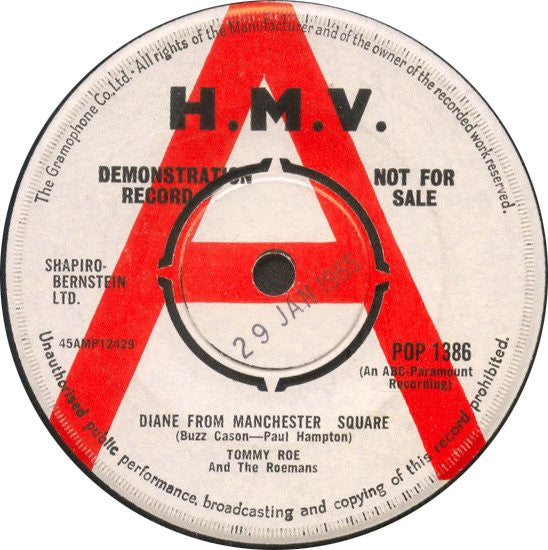 The Gramophone Co. Ltd.- All rights of the Manufacturer and of the owner of the recorded work reserved.
H.M.V.
DEMONSTRATION
RECORD
NOT FOR
SALE
SHAPIRO-
BERNSTEIN
LTD.
45AMP12429
29 JAN 1965
POP 1386
(An ABC-Paramount
Recording)
DIANE FROM MANCHESTER SQUARE
(Buzz Cason—Paul Hampton)
TOMMY ROE
And The Roemans
Unauthorised public performance, broadcasting and copying of this record prohibited.
A